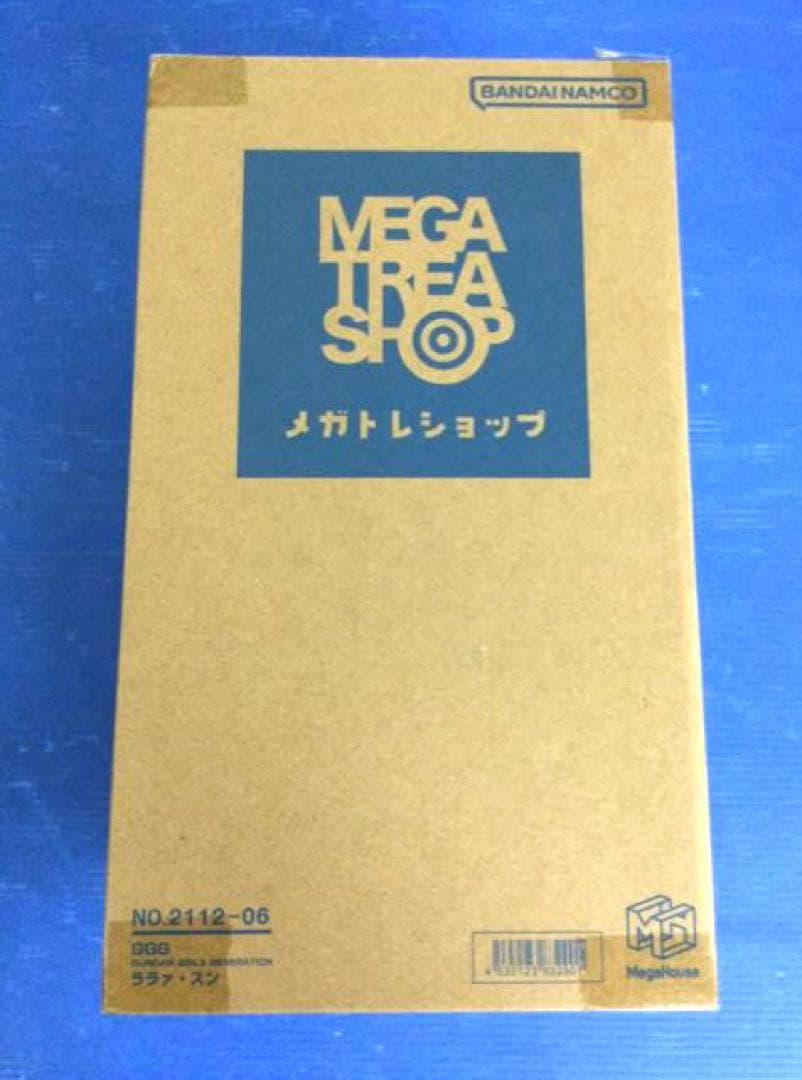 BANDAI NAMCO
MEGA
TREA
SHOP
メガトレショップ
NO.2112-06
GGG
GUNDAM GIRLS GENERATION
ララァ・スン
MegaHouse